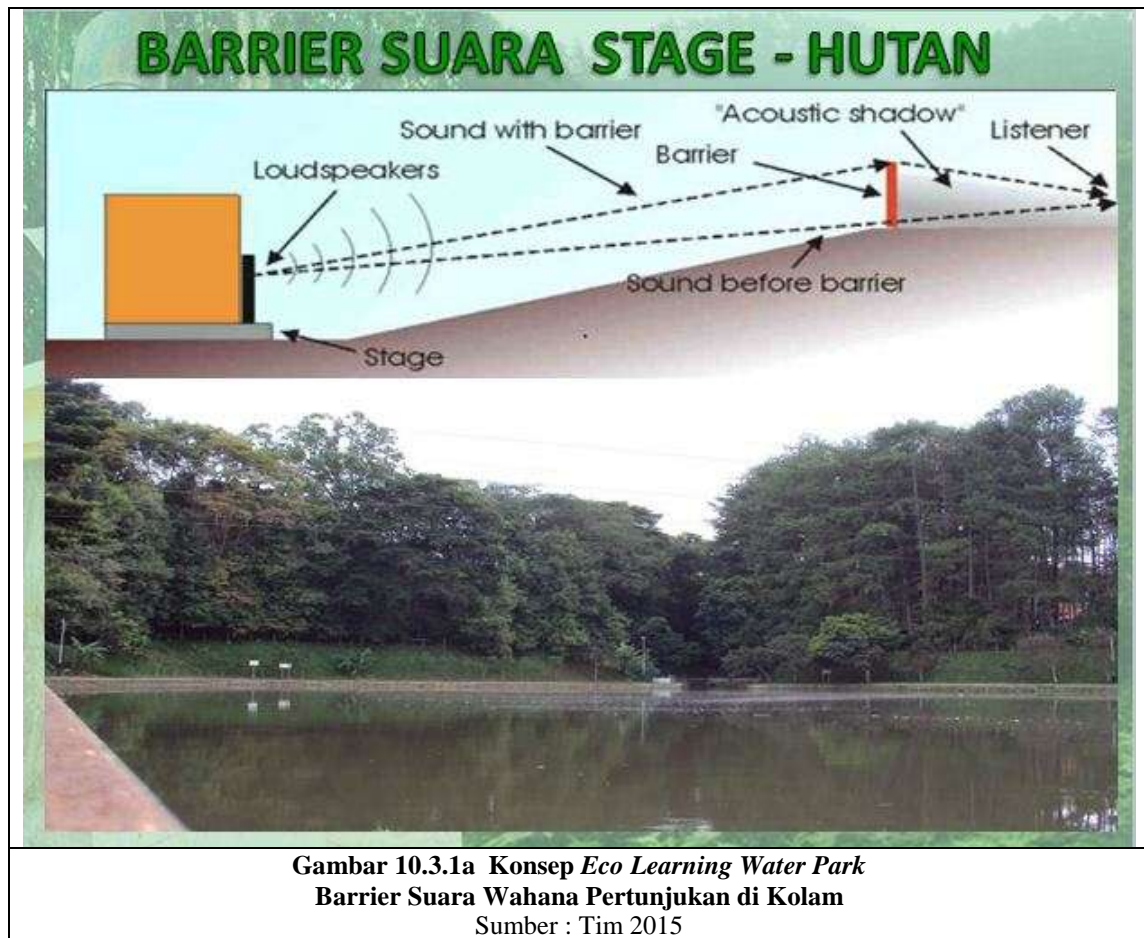 BARRIER SUARA STAGE - HUTAN
"Acoustic shadow"
Sound with barrier
Listener
Barrier
Loudspeakers
Sound before barrier
Stage
Gambar 10.3.1a Konsep Eco Learning Water Park
Barrier Suara Wahana Pertunjukan di Kolam
Sumber : Tim 2015